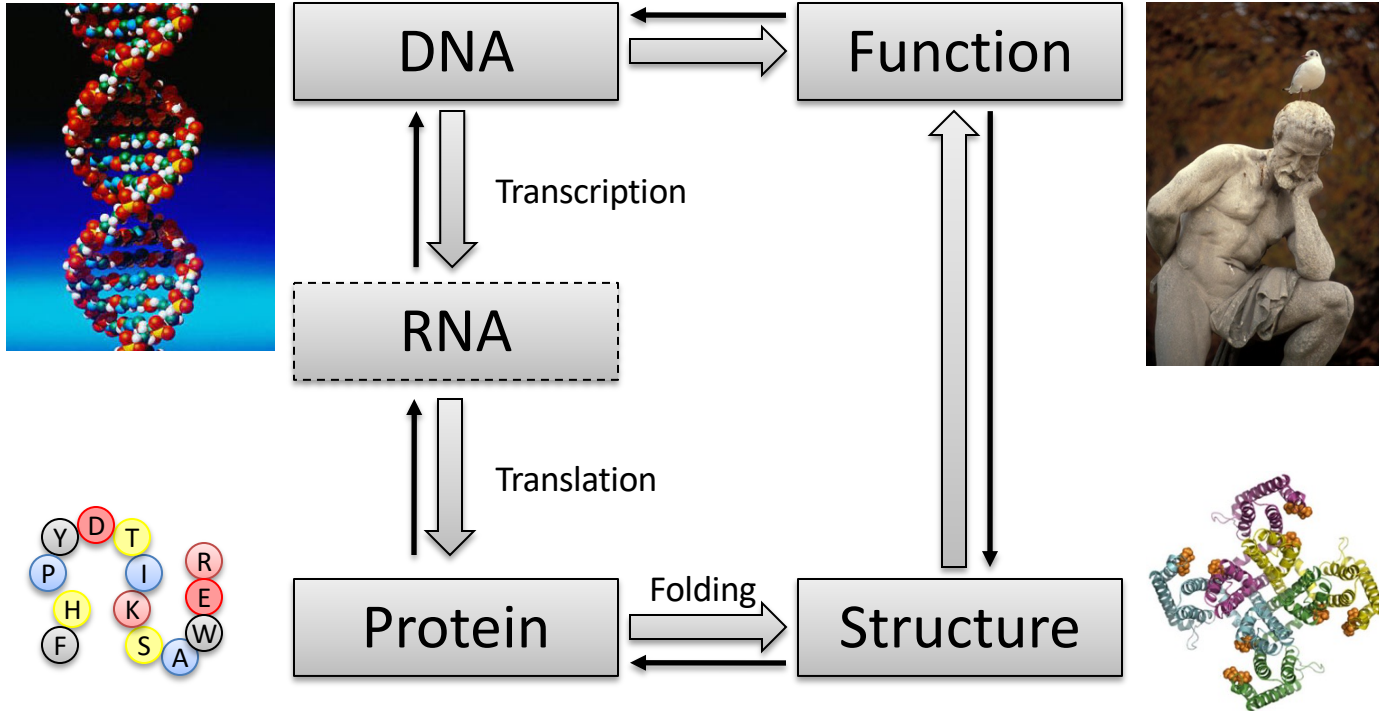 DNA
Function
Transcription
RNA
Translation
Y D T
P I R
H K E
F S A W
Folding
Protein
Structure